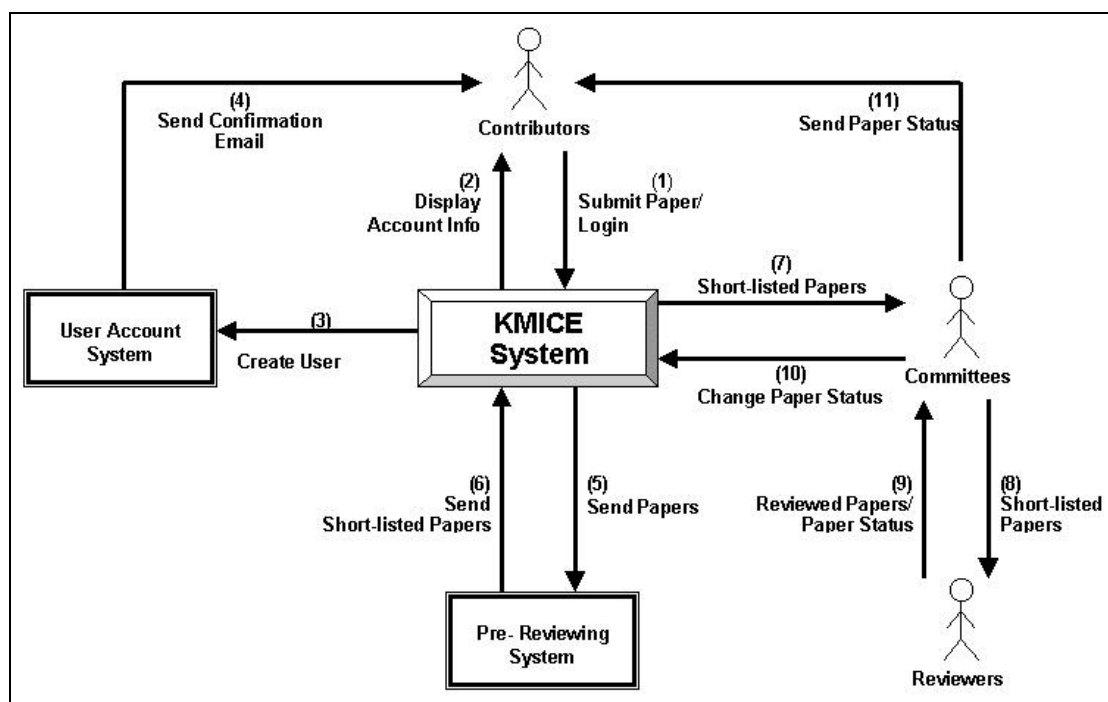 (4)
Send Confirmation
Email
Contributors
(11)
Send Paper Status
(2)
Display
Account Info
(1)
Submit Paper/
Login
(7)
Short-listed Papers
User Account
System
(3)
Create User
KMICE
System
(10)
Change Paper Status
Committees
(6)
Send
Short-listed Papers
(5)
Send Papers
(9)
Reviewed Papers/
Paper Status
(8)
Short-listed
Papers
Pre- Reviewing
System
Reviewers